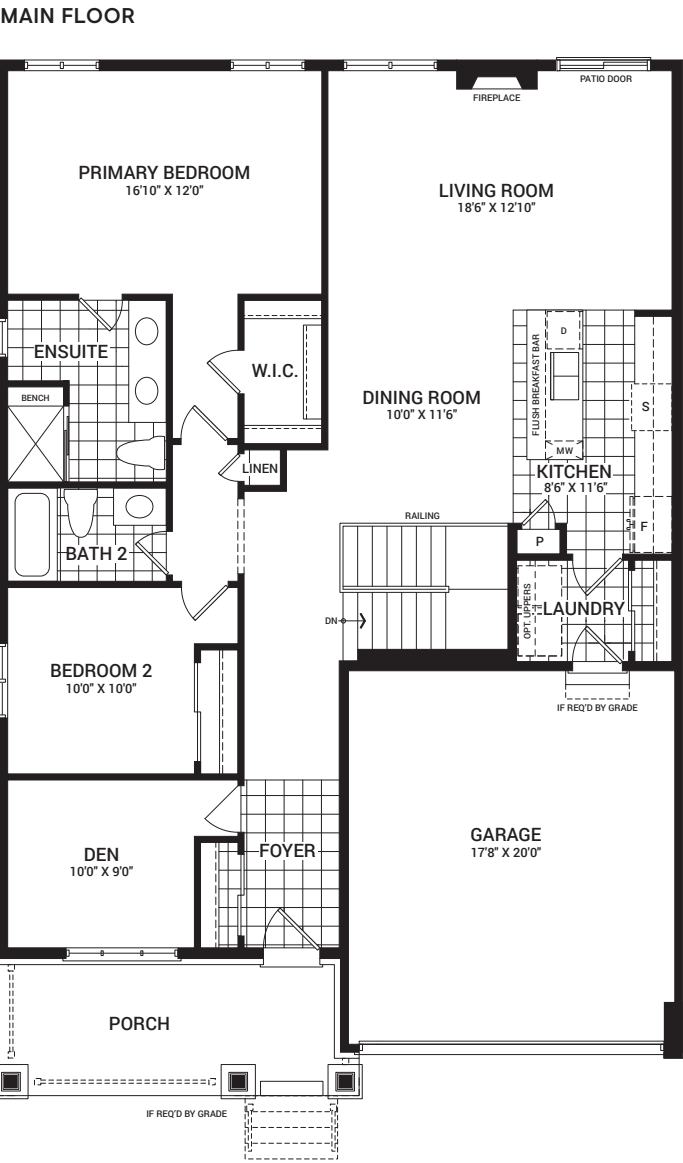 MAIN FLOOR
PATIO DOOR
FIREPLACE
PRIMARY BEDROOM
16'10" X 12'0"
LIVING ROOM
18'6" X 12'10"
D
ENSUITE
FLUSH BREAKFAST BAR
W.I.C.
BENCH
DINING ROOM
10'0" X 11'6"
S
MW
LINEN
KITCHEN
8'6" X 11'6"
RAILING
F
P
BATH 2
OPT. UPPERS
LAUNDRY
DN
BEDROOM 2
10'0" X 10'0"
IF REQ'D BY GRADE
GARAGE
17'8" X 20'0"
DEN
10'0" X 9'0"
FOYER
PORCH
IF REQ'D BY GRADE